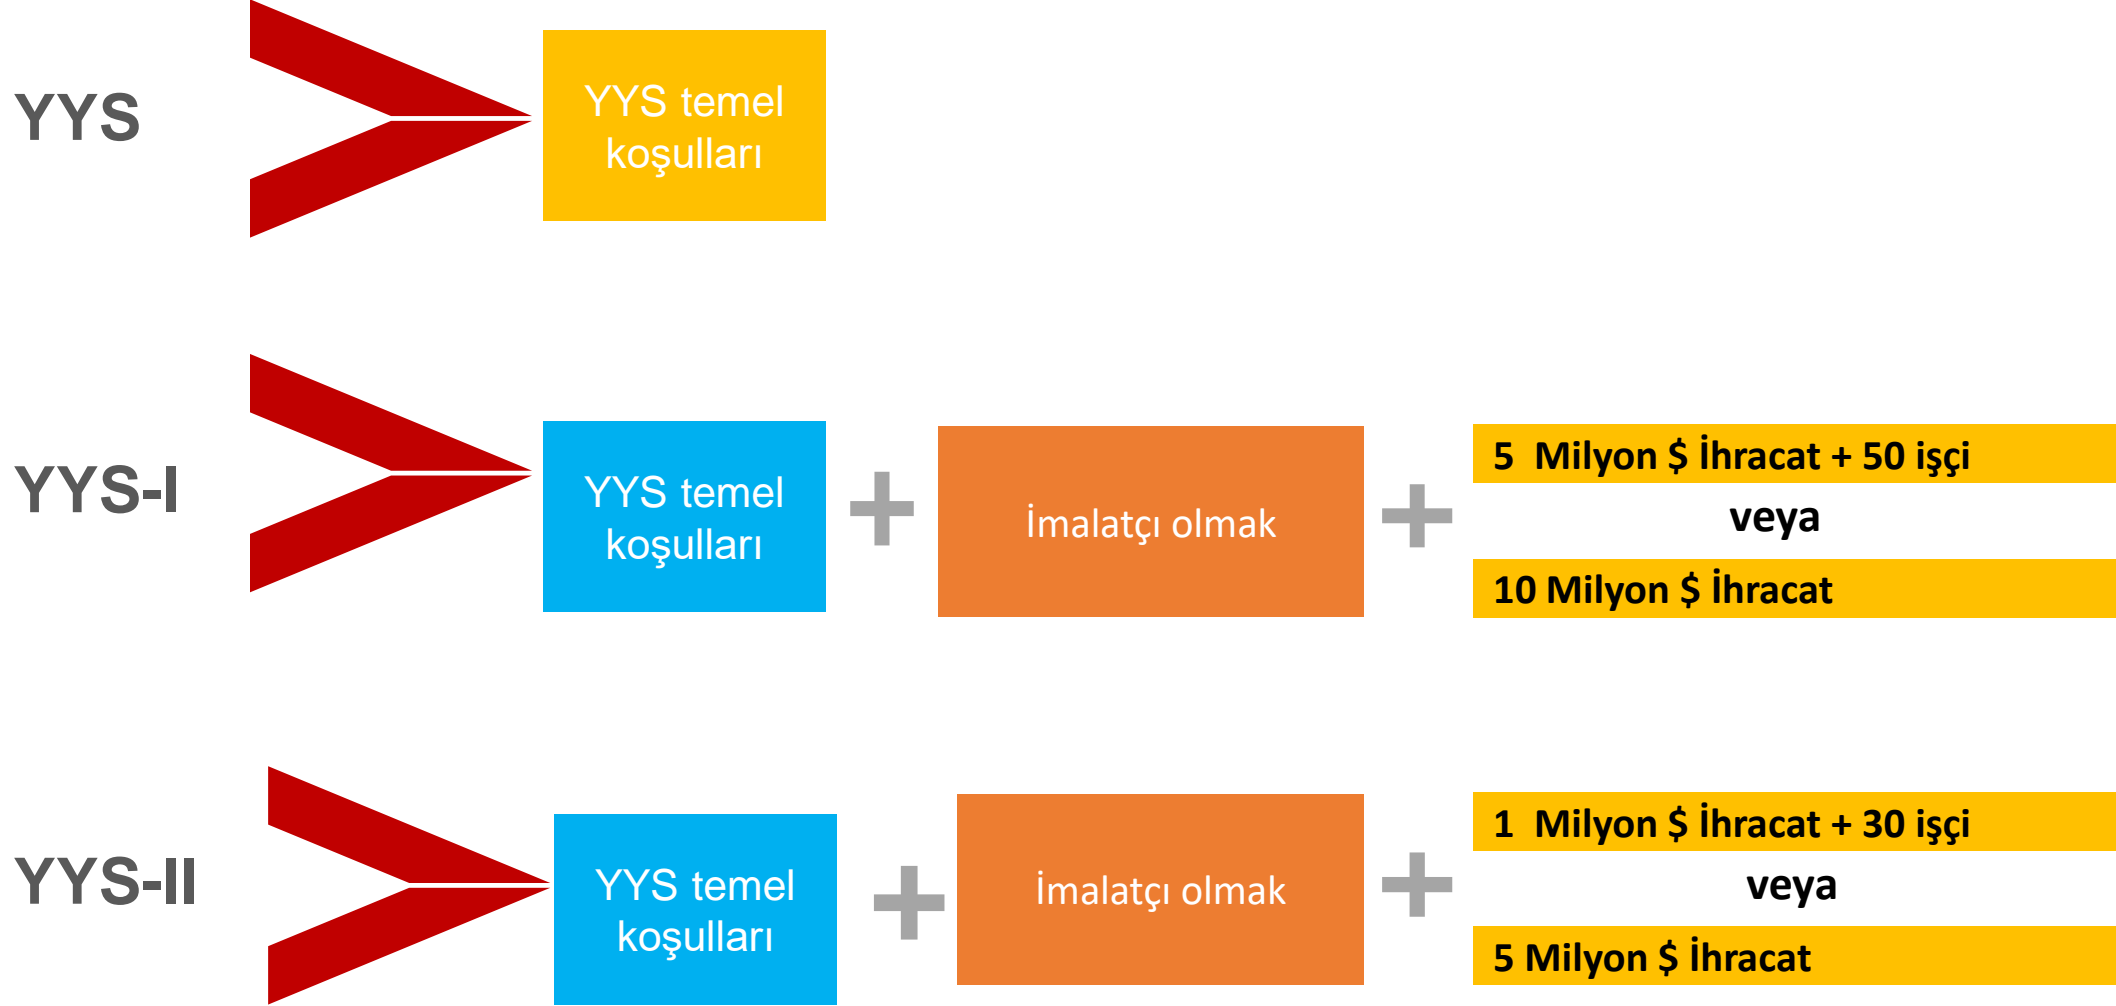 YYS
YYS temel
koşulları
YYS-I
YYS temel
koşulları
İmalatçı olmak
5 Milyon $ İhracat + 50 işçi
veya
10 Milyon $ İhracat
YYS-II
YYS temel
koşulları
İmalatçı olmak
1 Milyon $ İhracat + 30 işçi
veya
5 Milyon $ İhracat